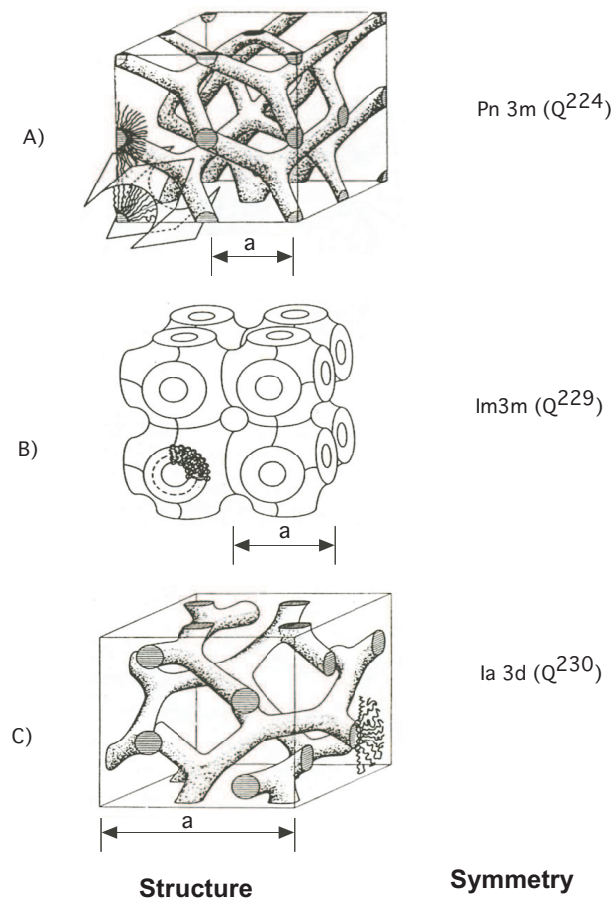 Pn 3m (Q224)
A)
a
Im3m (Q229)
B)
a
Ia 3d (Q230)
C)
a
Structure
Symmetry